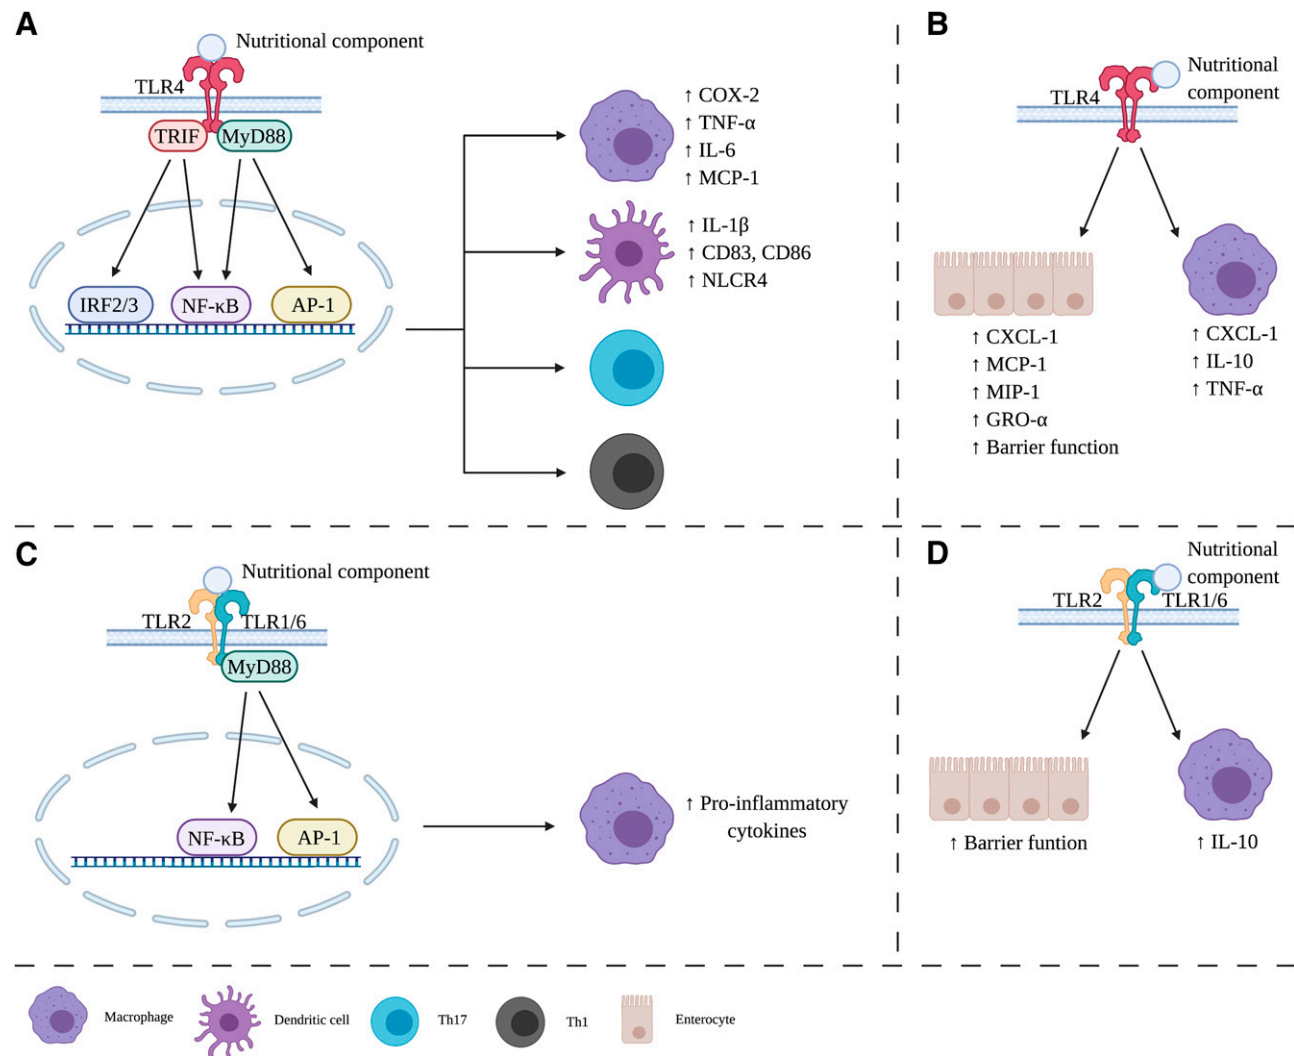 A
Nutritional component
TLR4
TRIF
MyD88
IRF2/3
NF-κB
AP-1
↑ COX-2
↑ TNF-α
↑ IL-6
↑ MCP-1
↑ IL-1β
↑ CD83, CD86
↑ NLCR4
B
Nutritional
component
TLR4
↑ CXCL-1
↑ MCP-1
↑ MIP-1
↑ GRO-α
↑ Barrier function
↑ CXCL-1
↑ IL-10
↑ TNF-α
C
Nutritional component
TLR2
TLR1/6
MyD88
NF-κB
AP-1
↑ Pro-inflammatory
cytokines
D
Nutritional
component
TLR2
TLR1/6
↑ Barrier funtion
↑ IL-10
Macrophage
Dendritic cell
Th17
Th1
Enterocyte